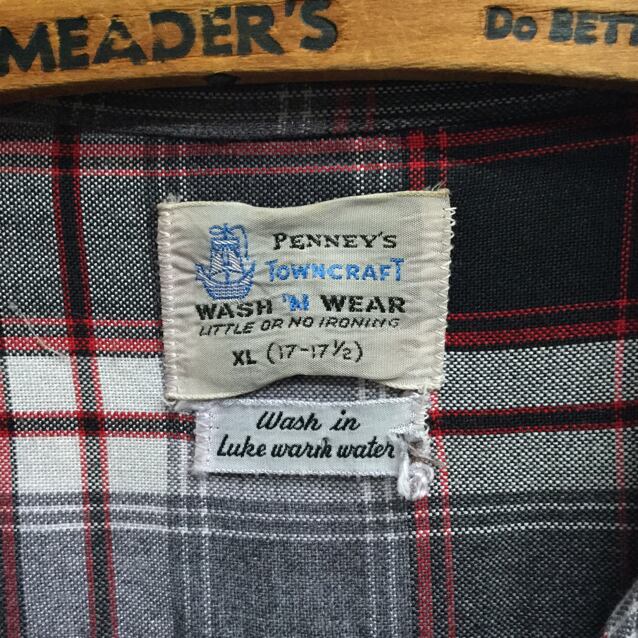 MEADER'S
DO BETT
PENNEY'S
TOWNCRAFT
WASH 'N WEAR
LITTLE OR NO IRONING
XL (17-17½)
Wash in
Luke warm water